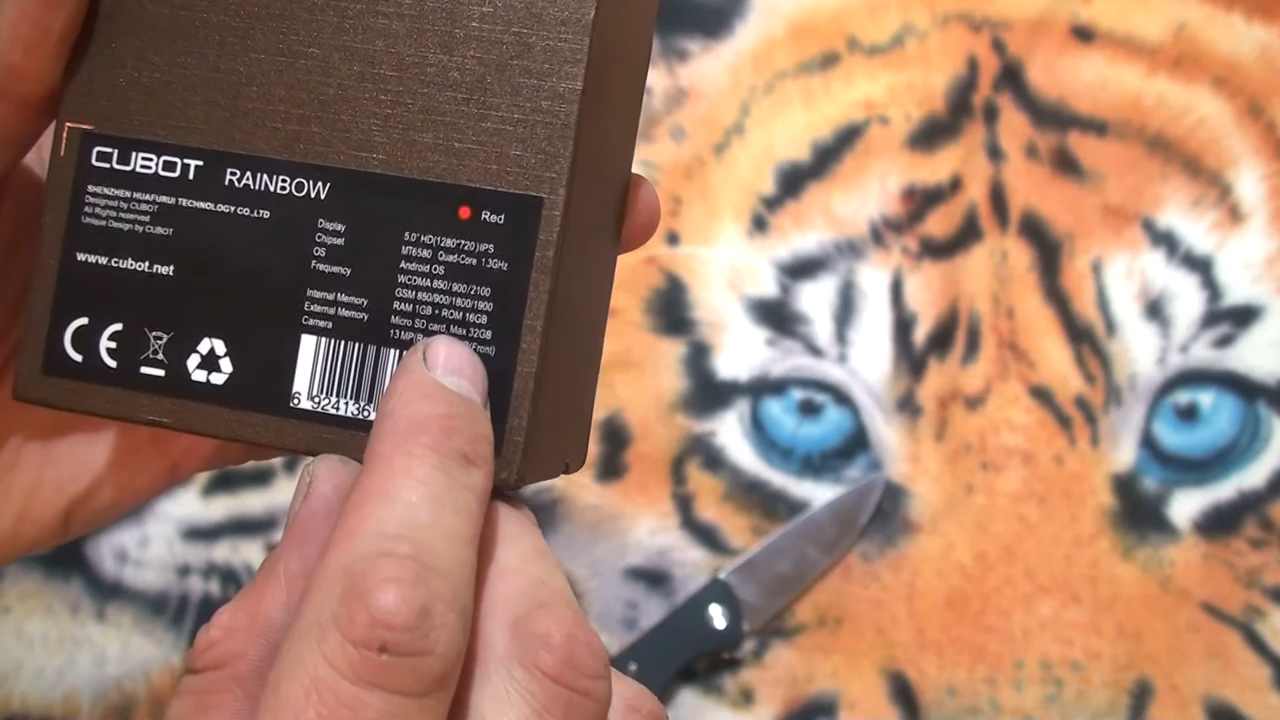 CUBOT RAINBOW
SHENZHEN HUAFURUI TECHNOLOGY CO.,LTD
Designed by CUBOT
All Rights reserved
Unique Design by CUBOT
www.cubot.net
Red
Display 5.0" HD(1280*720)IPS
Chipset MT6580 Quad-Core 1.3GHz
OS Android OS
Frequency WCDMA 850/900/2100
GSM 850/900/1800/1900
Internal Memory RAM 1GB + ROM 16GB
External Memory Micro SD card, Max 32GB
Camera 13 MP( (Front)
6 924136
CE